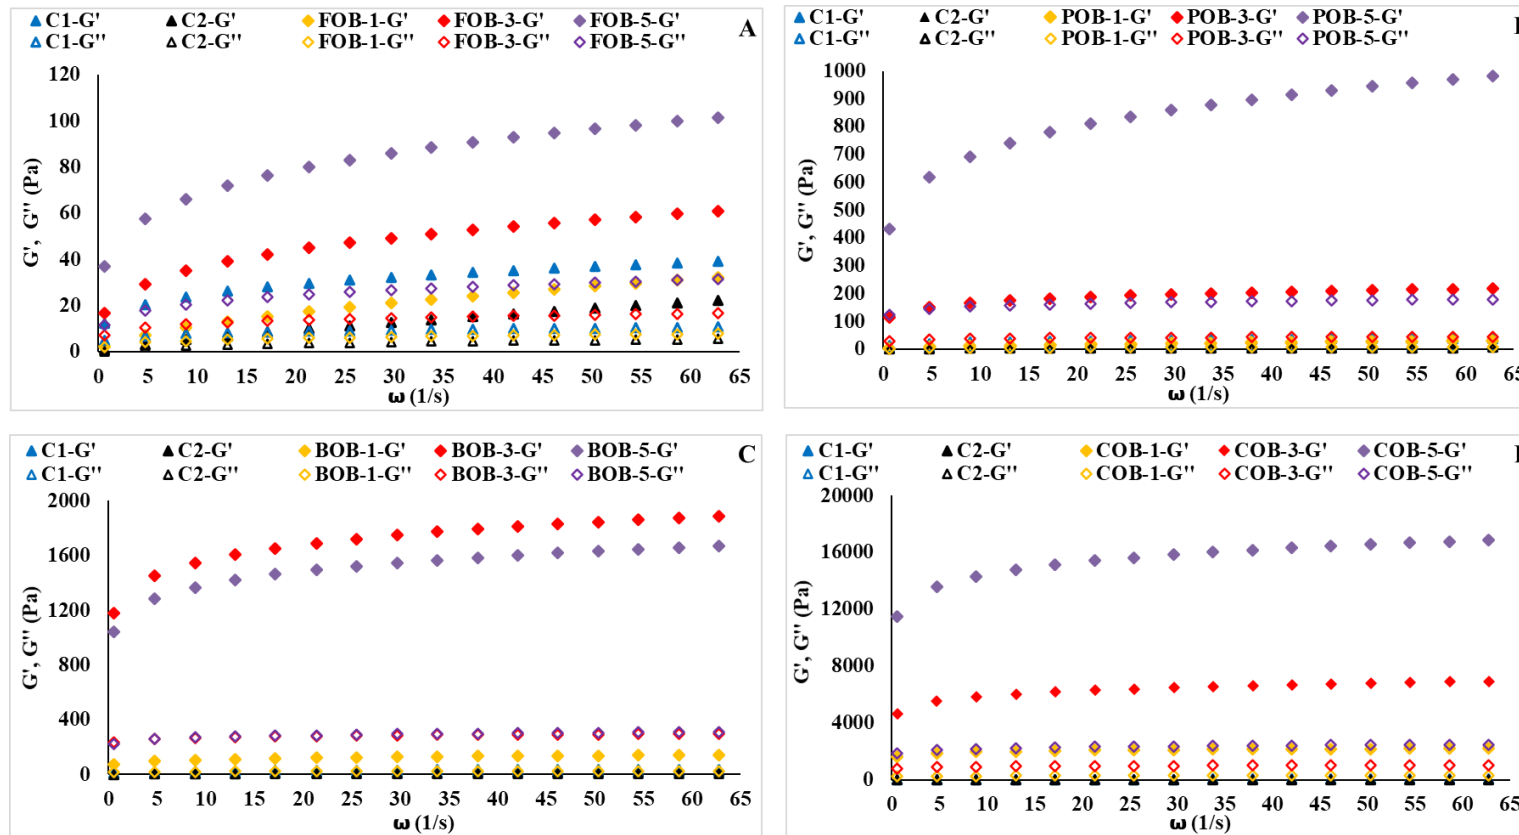 C1-G' C2-G' FOB-1-G' FOB-3-G' FOB-5-G' A
C1-G'' C2-G'' FOB-1-G'' FOB-3-G'' FOB-5-G''
120
100
80
60
40
20
0
G', G'' (Pa)
0 5 10 15 20 25 30 35 40 45 50 55 60 65
ω (1/s)
C1-G' C2-G' POB-1-G' POB-3-G' POB-5-G'
C1-G'' C2-G'' POB-1-G'' POB-3-G'' POB-5-G''
1000
900
800
700
600
500
400
300
200
100
0
G', G'' (Pa)
0 5 10 15 20 25 30 35 40 45 50 55 60 65
ω (1/s)
C1-G' C2-G' BOB-1-G' BOB-3-G' BOB-5-G' C
C1-G'' C2-G'' BOB-1-G'' BOB-3-G'' BOB-5-G''
2000
1600
1200
800
400
0
G', G'' (Pa)
0 5 10 15 20 25 30 35 40 45 50 55 60 65
ω (1/s)
C1-G' C2-G' COB-1-G' COB-3-G' COB-5-G'
C1-G'' C2-G'' COB-1-G'' COB-3-G'' COB-5-G''
20000
16000
12000
8000
4000
0
G', G'' (Pa)
0 5 10 15 20 25 30 35 40 45 50 55 60 65
ω (1/s)